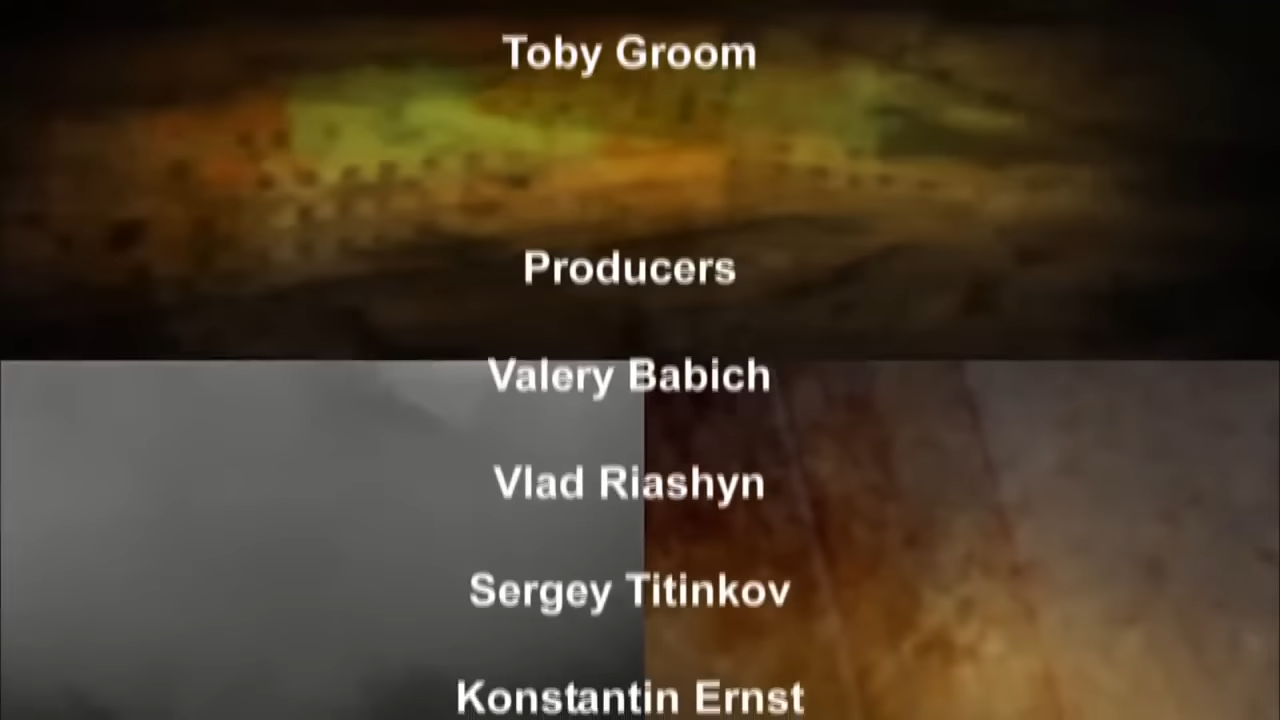 Toby Groom
Producers
Valery Babich
Vlad Riashyn
Sergey Titinkov
Konstantin Ernst